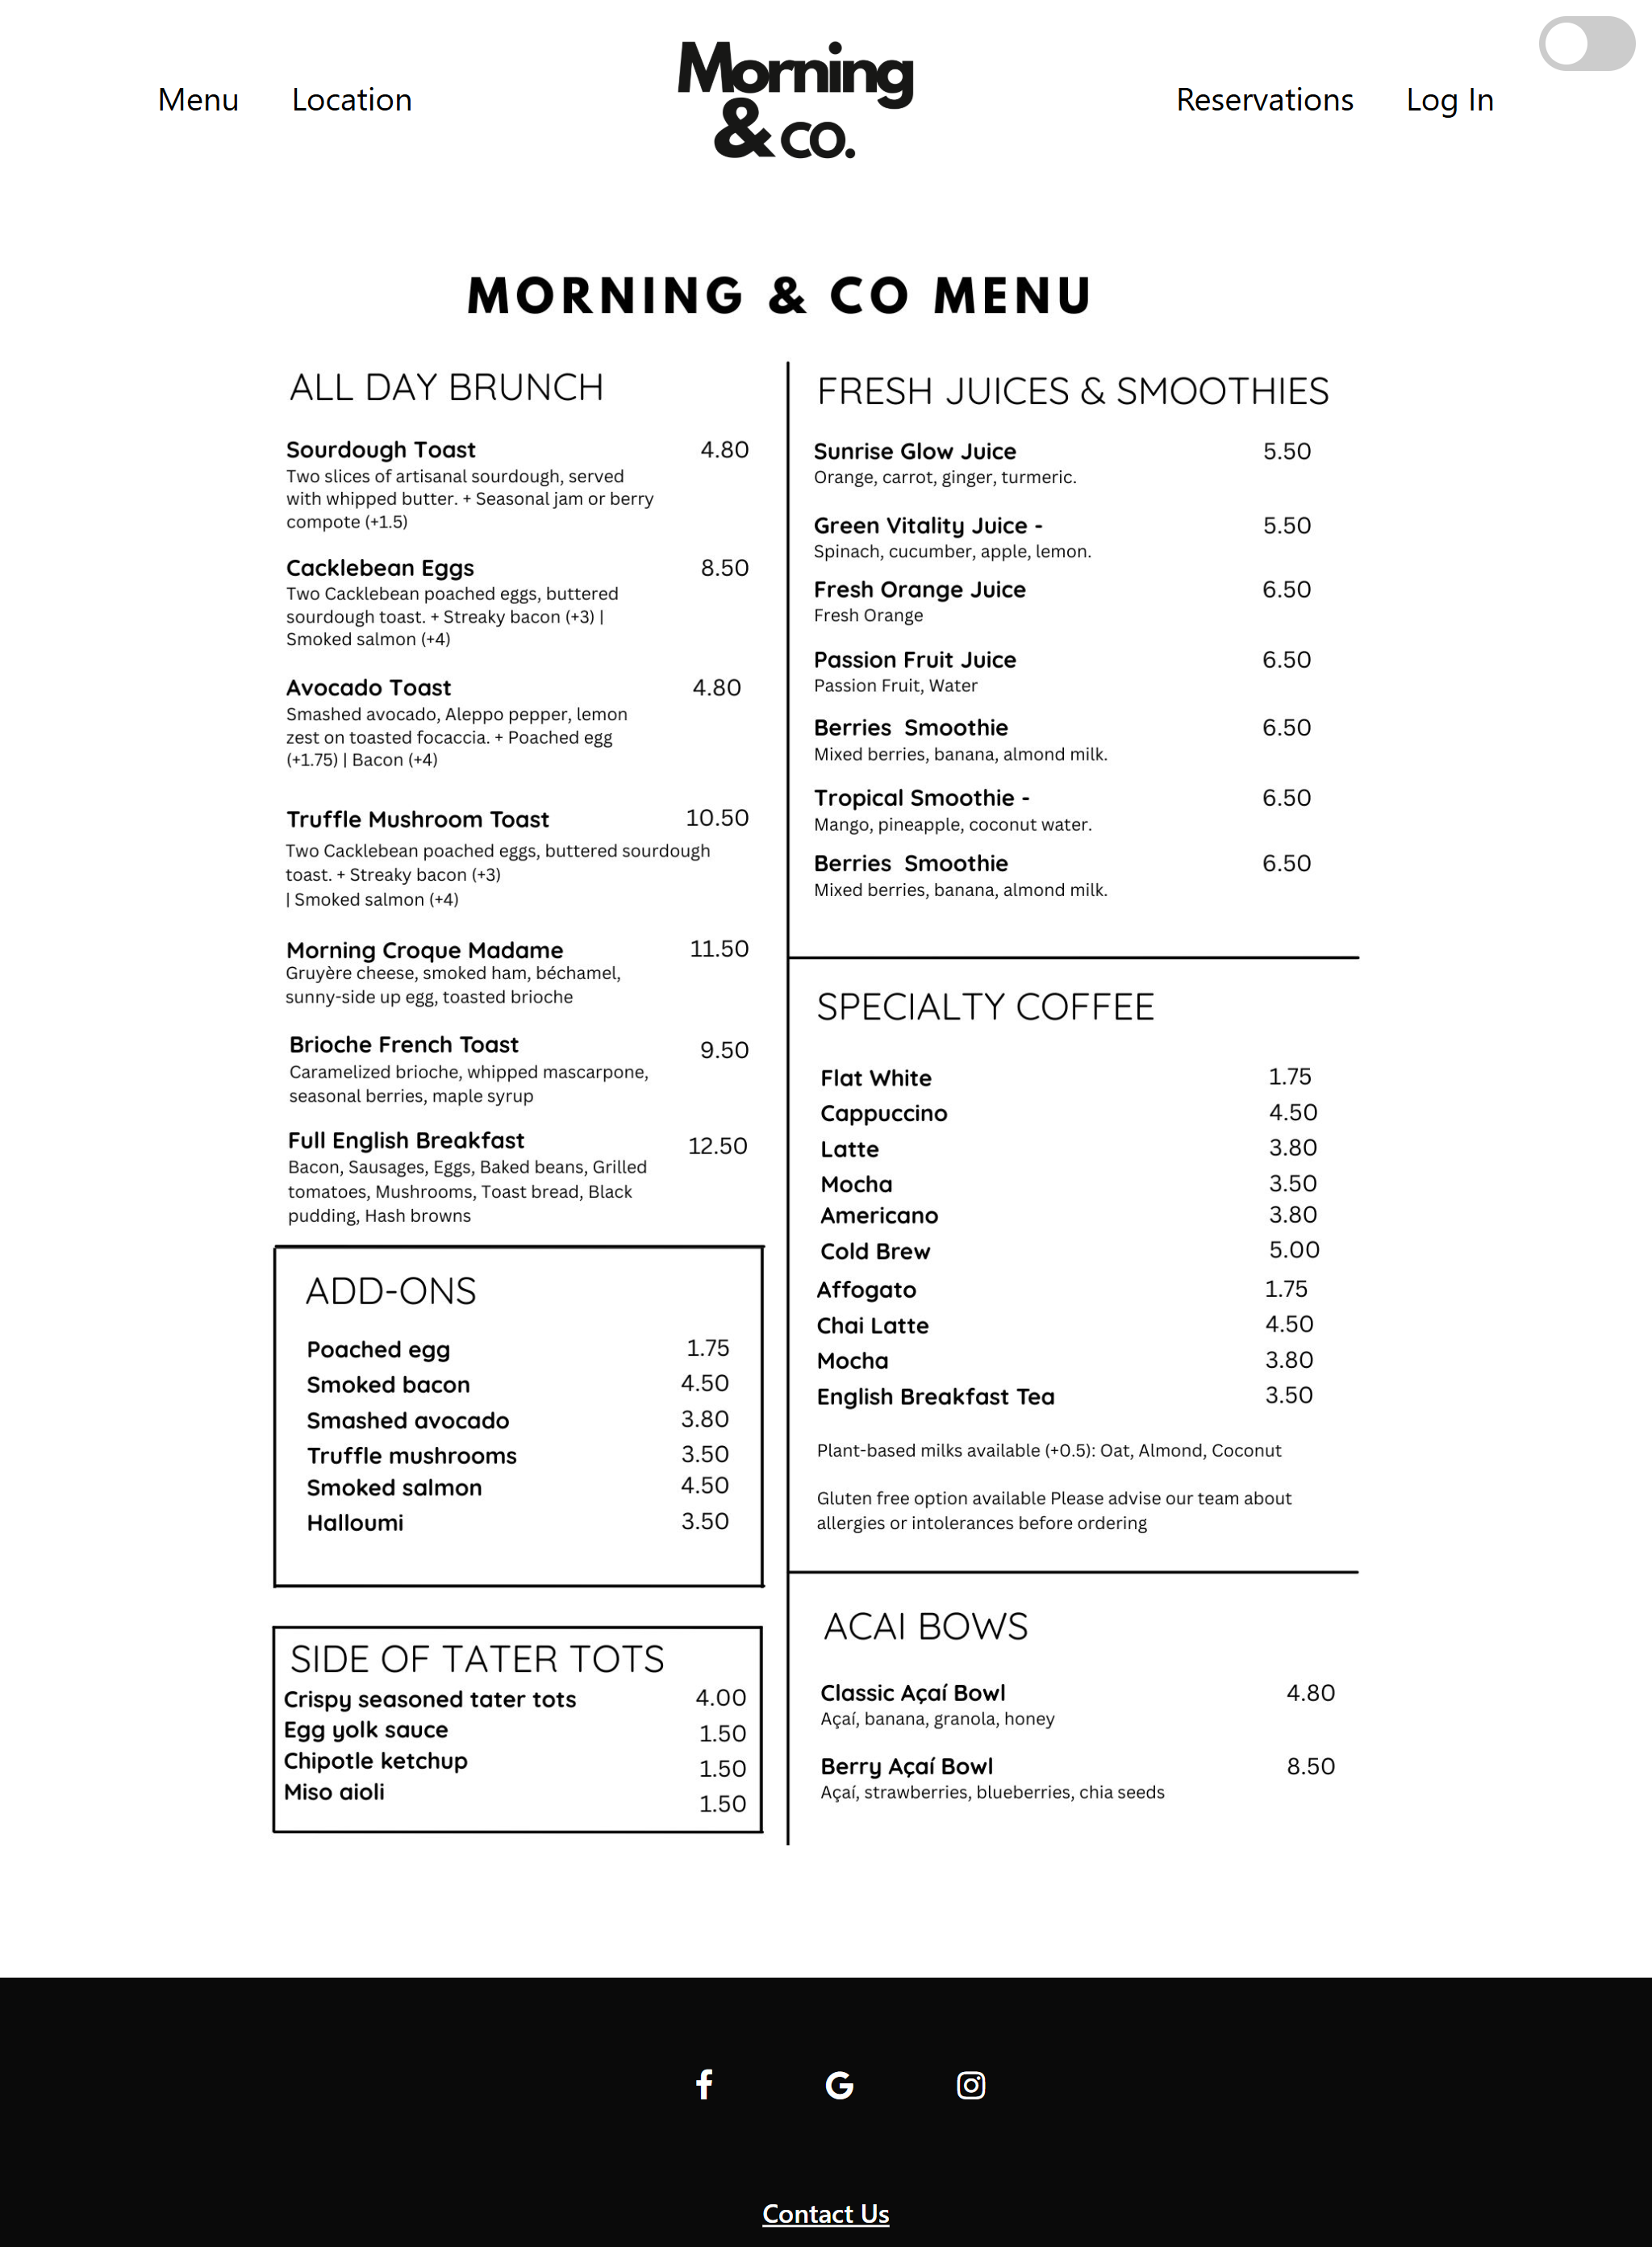 Menu
Location
Morning
& co.
Reservations
Log In
MORNING & CO MENU
ALL DAY BRUNCH
Sourdough Toast 4.80
Two slices of artisanal sourdough, served
with whipped butter. + Seasonal jam or berry
compote (+1.5)
Cacklebean Eggs 8.50
Two Cacklebean poached eggs, buttered
sourdough toast. + Streaky bacon (+3) |
Smoked salmon (+4)
Avocado Toast 4.80
Smashed avocado, Aleppo pepper, lemon
zest on toasted focaccia. + Poached egg
(+1.75) | Bacon (+4)
Truffle Mushroom Toast 10.50
Two Cacklebean poached eggs, buttered sourdough
toast. + Streaky bacon (+3)
| Smoked salmon (+4)
Morning Croque Madame 11.50
Gruyère cheese, smoked ham, béchamel,
sunny-side up egg, toasted brioche
Brioche French Toast 9.50
Caramelized brioche, whipped mascarpone,
seasonal berries, maple syrup
Full English Breakfast 12.50
Bacon, Sausages, Eggs, Baked beans, Grilled
tomatoes, Mushrooms, Toast bread, Black
pudding, Hash browns
ADD-ONS
Poached egg 1.75
Smoked bacon 4.50
Smashed avocado 3.80
Truffle mushrooms 3.50
Smoked salmon 4.50
Halloumi 3.50
SIDE OF TATER TOTS
Crispy seasoned tater tots 4.00
Egg yolk sauce 1.50
Chipotle ketchup 1.50
Miso aioli 1.50
FRESH JUICES & SMOOTHIES
Sunrise Glow Juice 5.50
Orange, carrot, ginger, turmeric.
Green Vitality Juice - 5.50
Spinach, cucumber, apple, lemon.
Fresh Orange Juice 6.50
Fresh Orange
Passion Fruit Juice 6.50
Passion Fruit, Water
Berries Smoothie 6.50
Mixed berries, banana, almond milk.
Tropical Smoothie - 6.50
Mango, pineapple, coconut water.
Berries Smoothie 6.50
Mixed berries, banana, almond milk.
SPECIALTY COFFEE
Flat White 1.75
Cappuccino 4.50
Latte 3.80
Mocha 3.50
Americano 3.80
Cold Brew 5.00
Affogato 1.75
Chai Latte 4.50
Mocha 3.80
English Breakfast Tea 3.50
Plant-based milks available (+0.5): Oat, Almond, Coconut
Gluten free option available Please advise our team about
allergies or intolerances before ordering
ACAI BOWS
Classic Açaí Bowl 4.80
Açaí, banana, granola, honey
Berry Açaí Bowl 8.50
Açaí, strawberries, blueberries, chia seeds
Contact Us